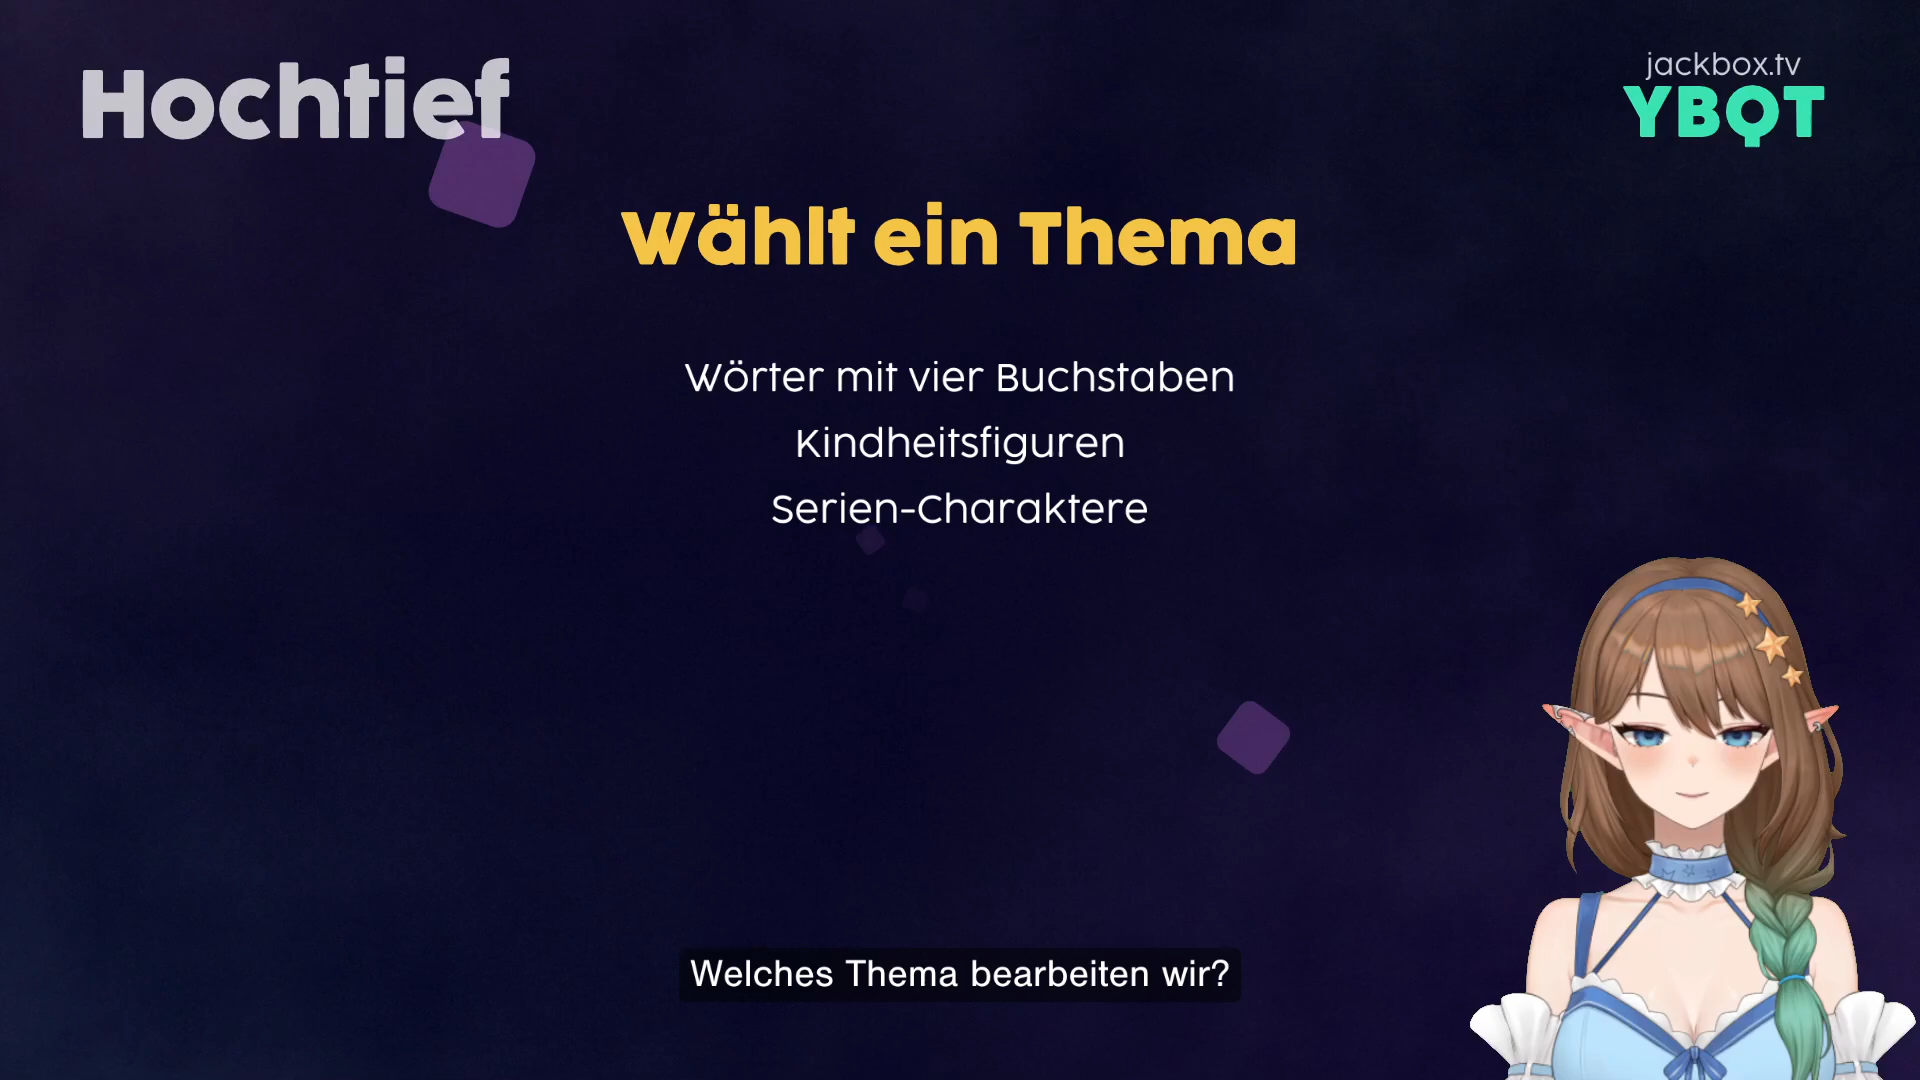 Hochtief
jackbox.tv
YBQT
Wählt ein Thema
Wörter mit vier Buchstaben
Kindheitsfiguren
Serien-Charaktere
Welches Thema bearbeiten wir?